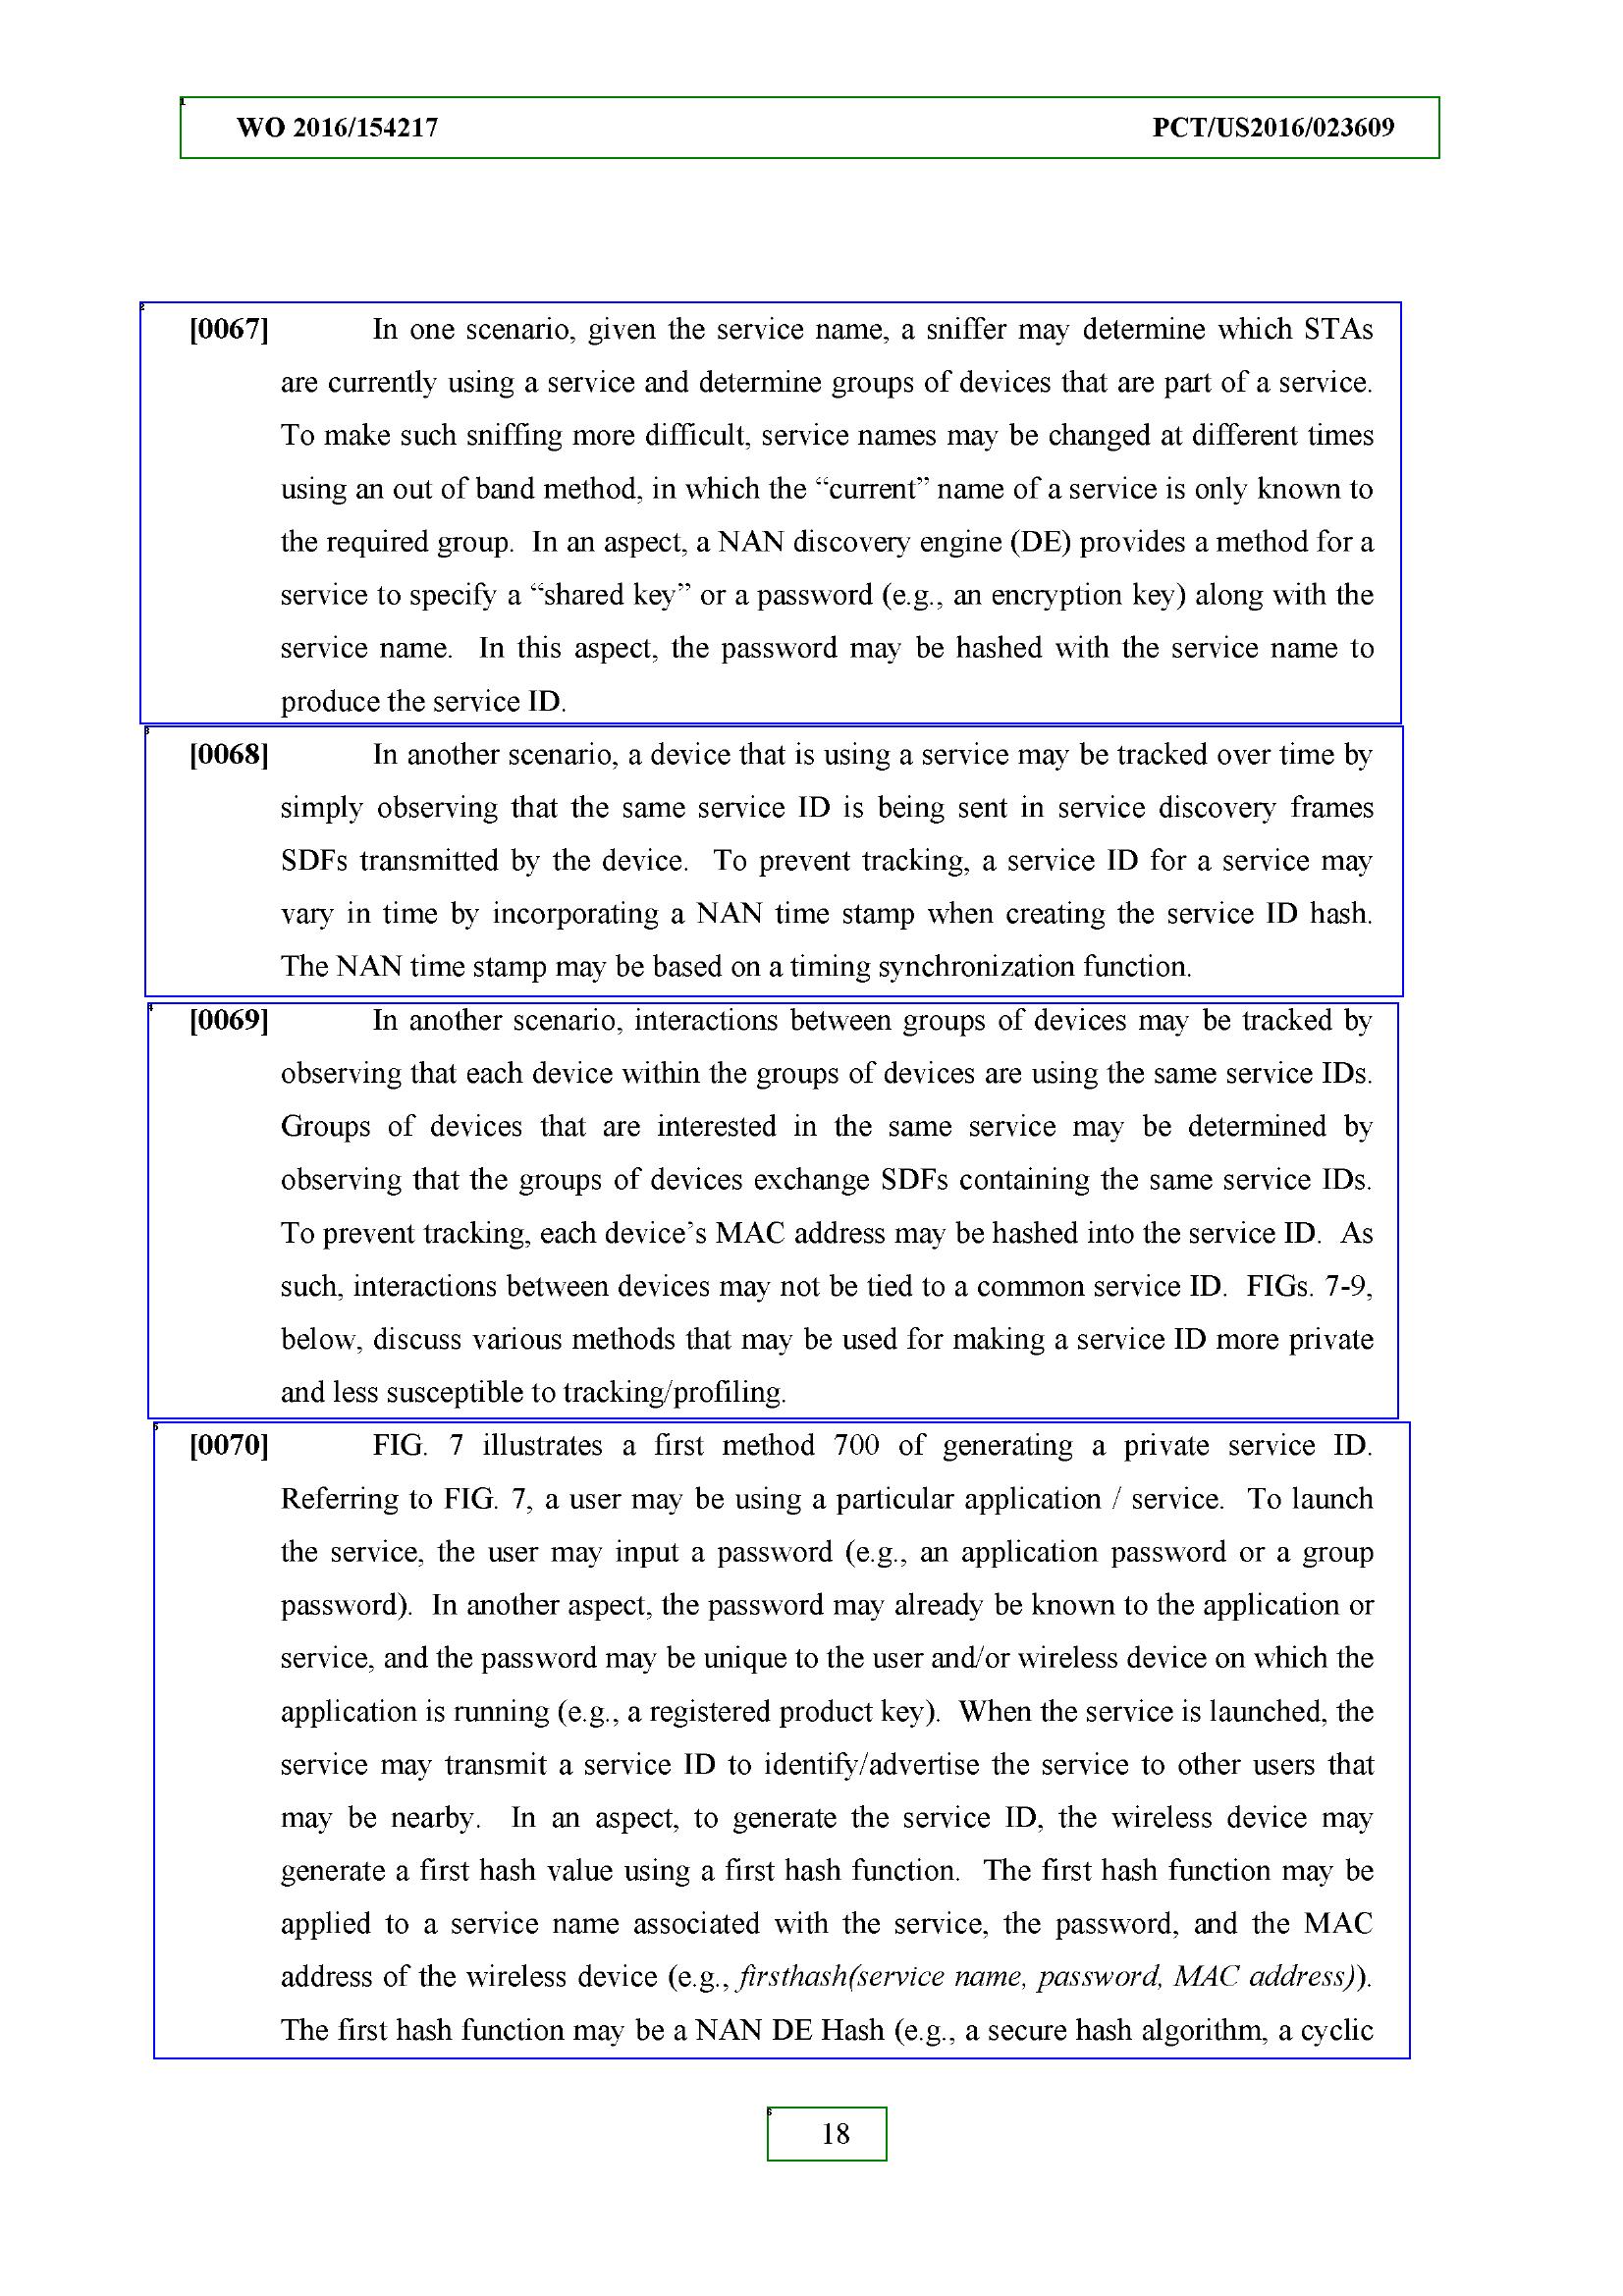 WO 2016/154217 PCT/US2016/023609
[0067] In one scenario, given the service name, a sniffer may determine which STAs
are currently using a service and determine groups of devices that are part of a service.
To make such sniffing more difficult, service names may be changed at different times
using an out of band method, in which the “current” name of a service is only known to
the required group. In an aspect, a NAN discovery engine (DE) provides a method for a
service to specify a “shared key” or a password (e.g., an encryption key) along with the
service name. In this aspect, the password may be hashed with the service name to
produce the service ID.
[0068] In another scenario, a device that is using a service may be tracked over time by
simply observing that the same service ID is being sent in service discovery frames
SDFs transmitted by the device. To prevent tracking, a service ID for a service may
vary in time by incorporating a NAN time stamp when creating the service ID hash.
The NAN time stamp may be based on a timing synchronization function.
[0069] In another scenario, interactions between groups of devices may be tracked by
observing that each device within the groups of devices are using the same service IDs.
Groups of devices that are interested in the same service may be determined by
observing that the groups of devices exchange SDFs containing the same service IDs.
To prevent tracking, each device’s MAC address may be hashed into the service ID. As
such, interactions between devices may not be tied to a common service ID. FIGs. 7-9,
below, discuss various methods that may be used for making a service ID more private
and less susceptible to tracking/profiling.
[0070] FIG. 7 illustrates a first method 700 of generating a private service ID.
Referring to FIG. 7, a user may be using a particular application / service. To launch
the service, the user may input a password (e.g., an application password or a group
password). In another aspect, the password may already be known to the application or
service, and the password may be unique to the user and/or wireless device on which the
application is running (e.g., a registered product key). When the service is launched, the
service may transmit a service ID to identify/advertise the service to other users that
may be nearby. In an aspect, to generate the service ID, the wireless device may
generate a first hash value using a first hash function. The first hash function may be
applied to a service name associated with the service, the password, and the MAC
address of the wireless device (e.g., firsthash(service name, password, MAC address)).
The first hash function may be a NAN DE Hash (e.g., a secure hash algorithm, a cyclic
18